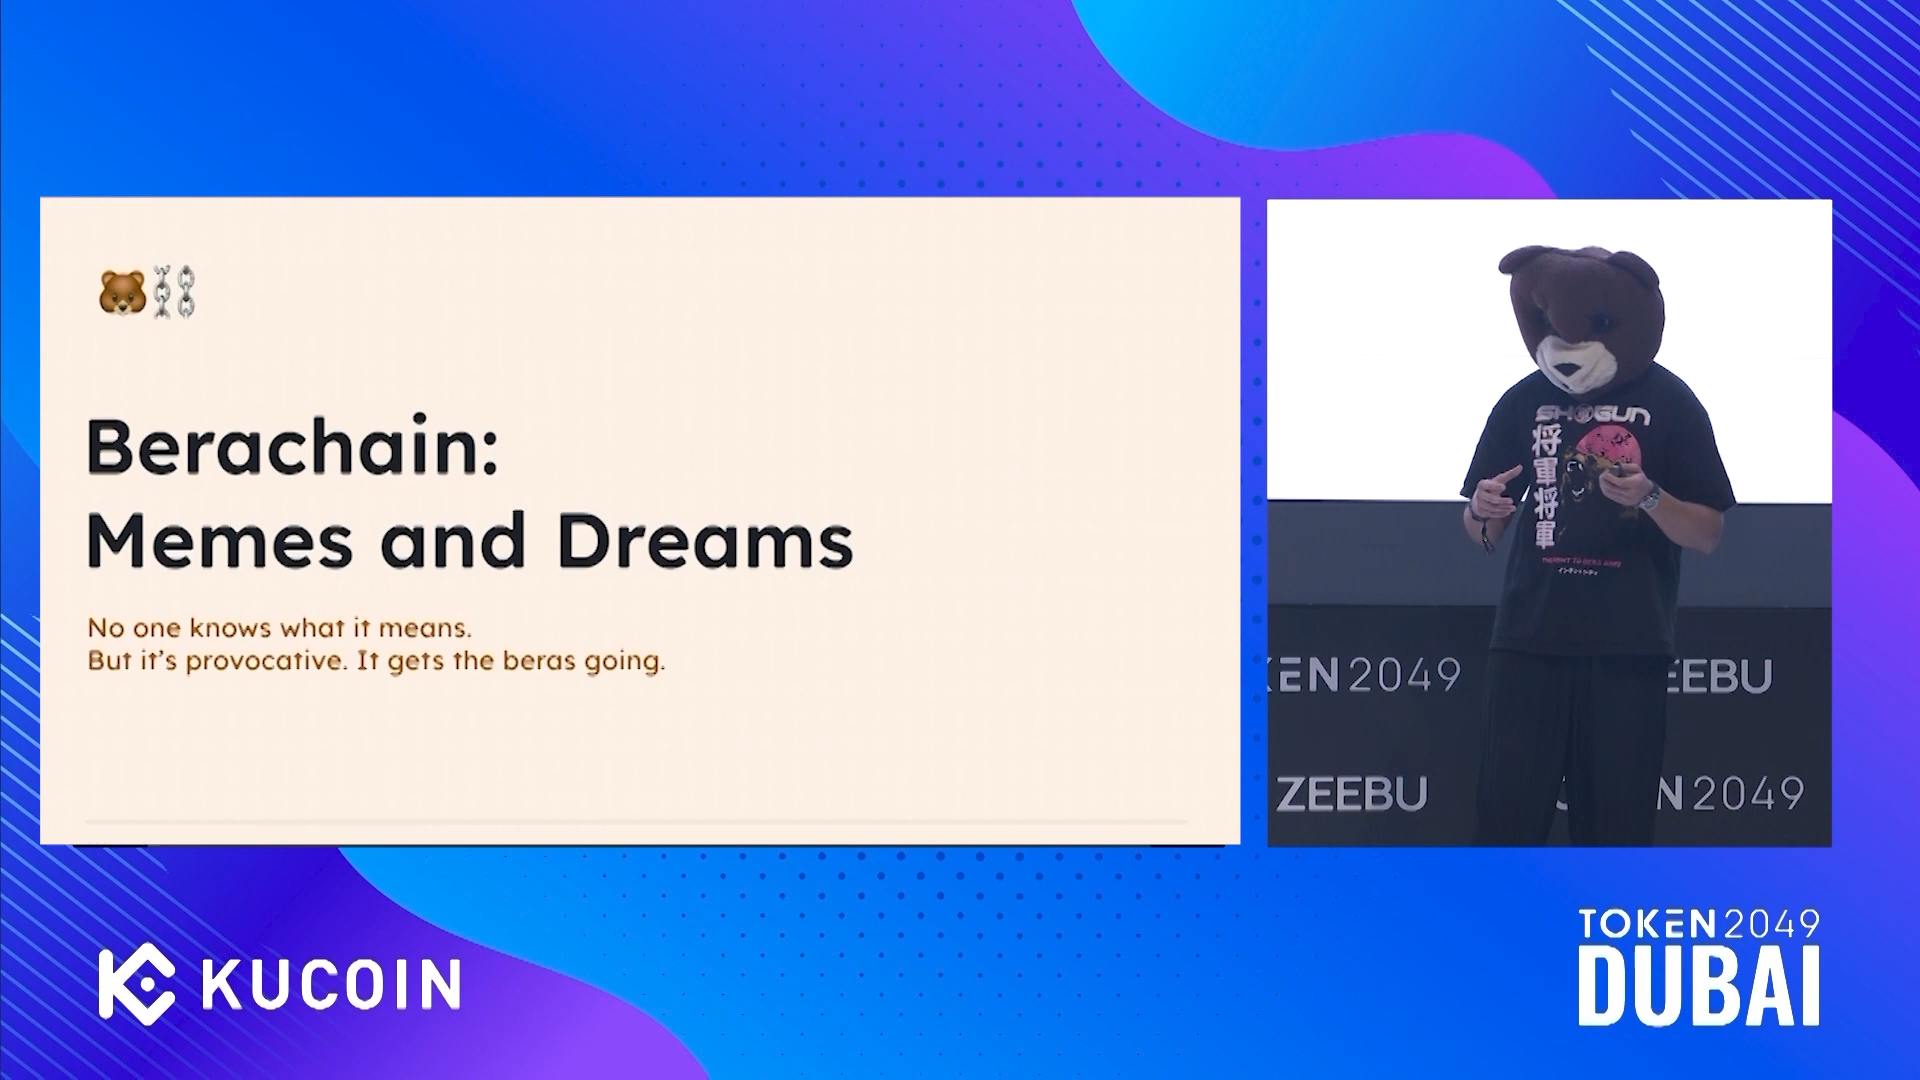 Berachain:
Memes and Dreams
No one knows what it means.
But it's provocative. It gets the beras going.
SHOGUN
将軍将軍
KEN2049
EEBU
ZEEBU
N2049
KUCOIN
TOKEN2049
DUBAI